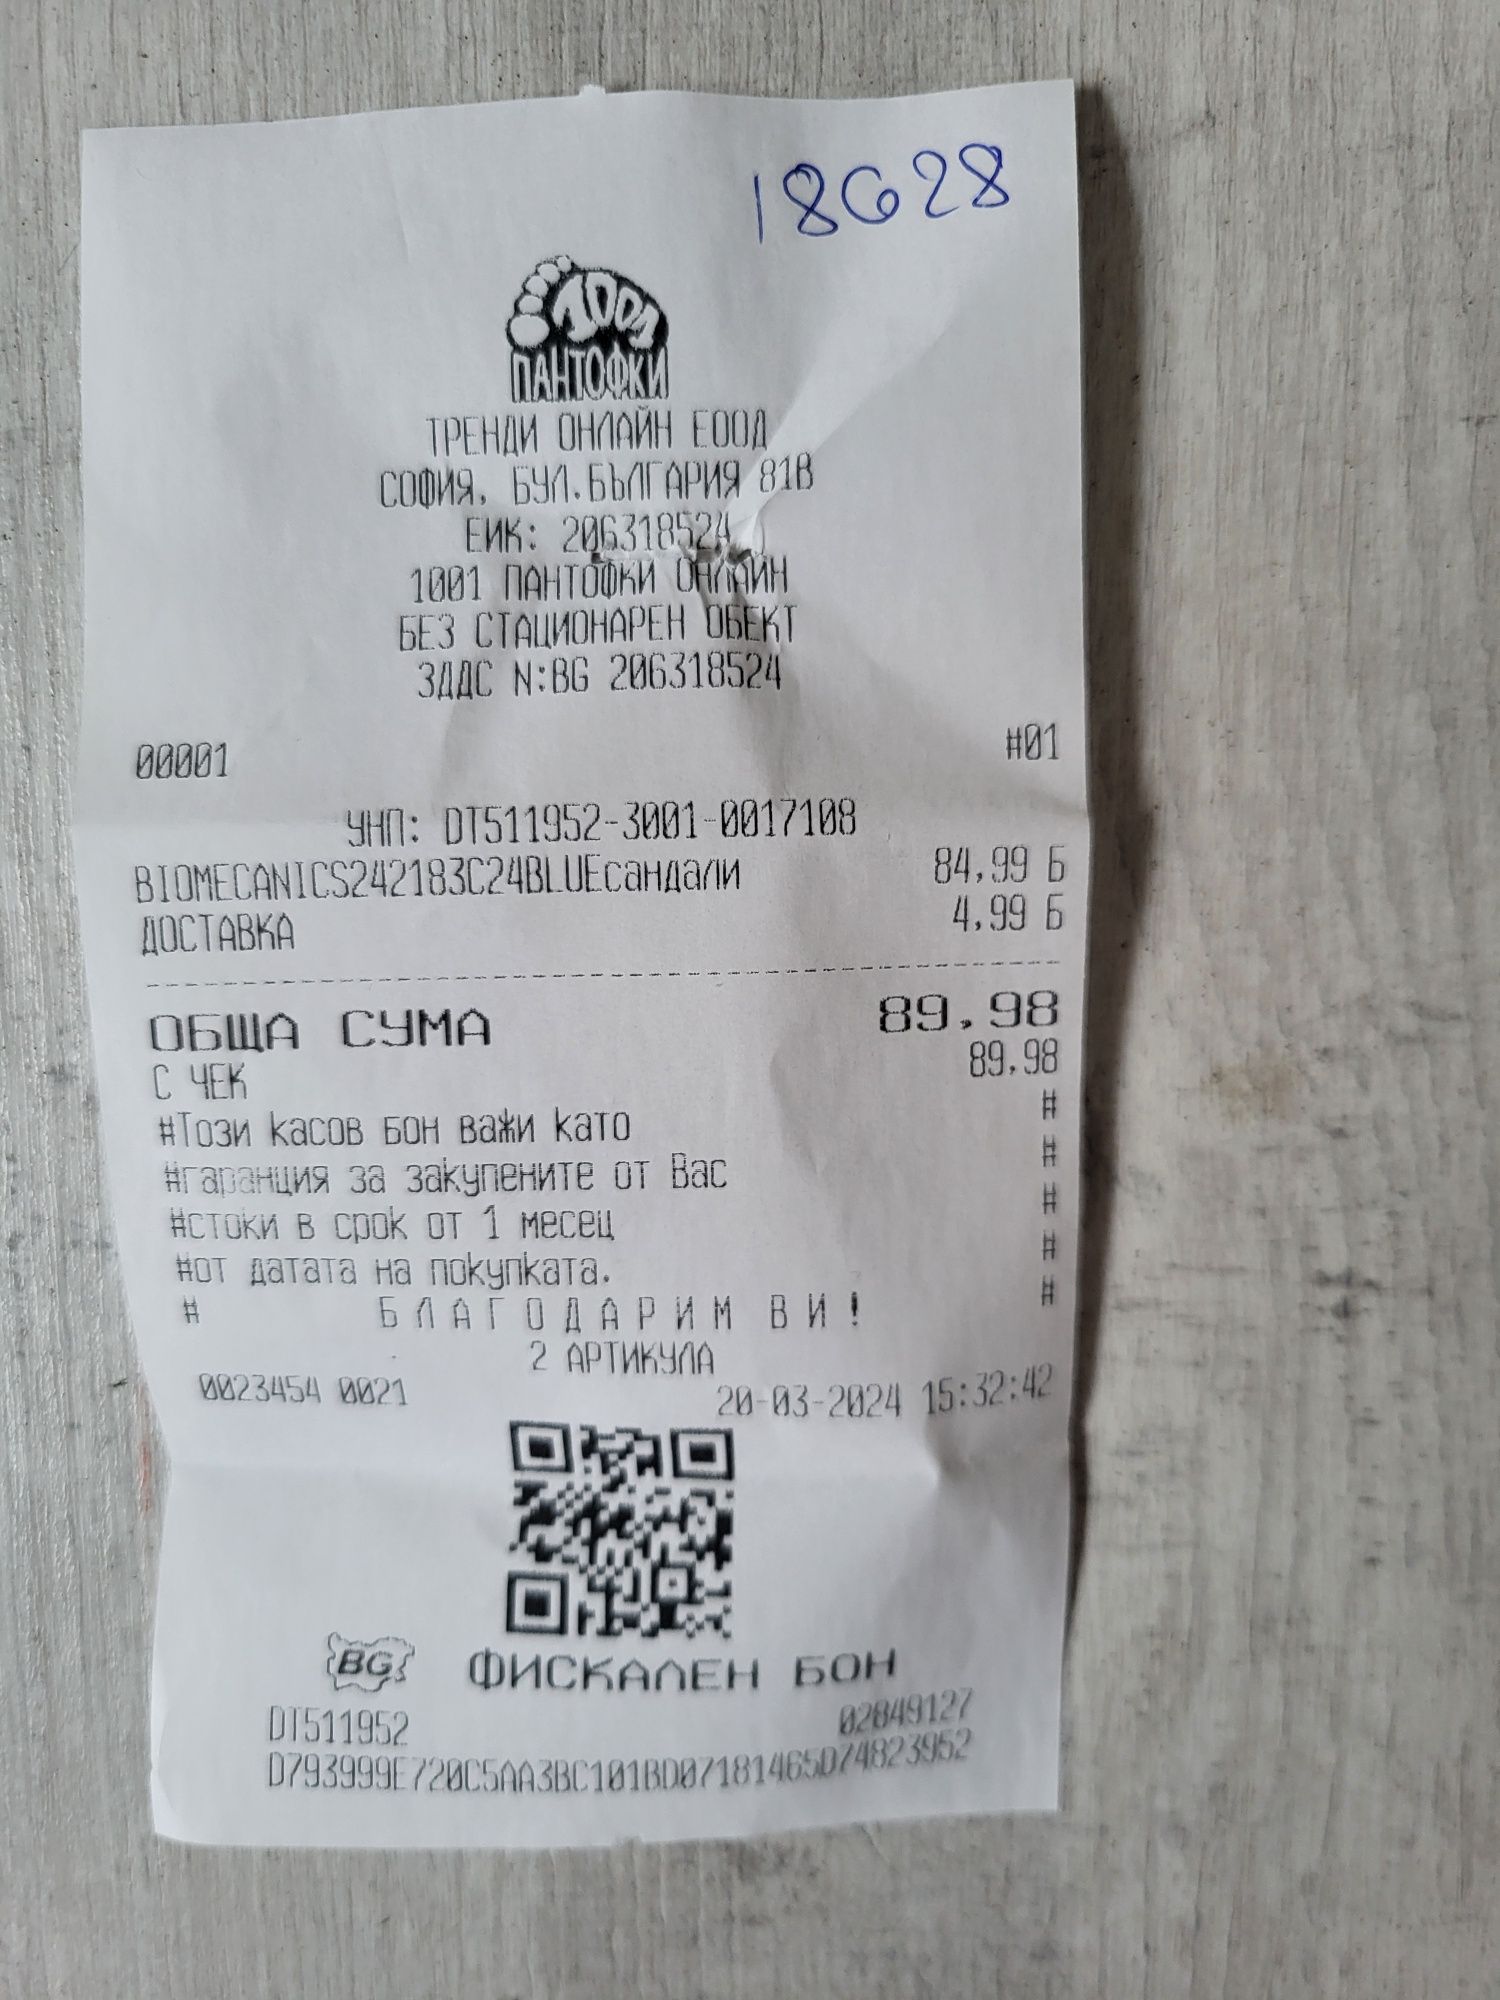 18628
1001
ПАНТОФКИ
ТРЕНДИ ОНЛАЙН ЕООД
СОФИЯ, БУЛ.БЪЛГАРИЯ 81В
ЕИК: 206318524
1001 ПАНТОФКИ ОНЛАЙН
БЕЗ СТАЦИОНАРЕН ОБЕКТ
ЗДДС N:BG 206318524
00001 #01
УНП: DT511952-3001-0017108
BIOMECANICS242183C24BLUEсандали 84,99 Б
ДОСТАВКА 4,99 Б
ОБЩА СУМА 89,98
С ЧЕК 89,98
#Този касов бон важи като #
#гаранция за закупените от Вас #
#стоки в срок от 1 месец #
#от датата на покупката. #
# БЛАГОДАРИМ ВИ! #
2 АРТИКУЛА
0023454 0021 20-03-2024 15:32:42
BG ФИСКАЛЕН БОН
DT511952 02849127
D793999E720C5AA3BC101BD07181465D74823952